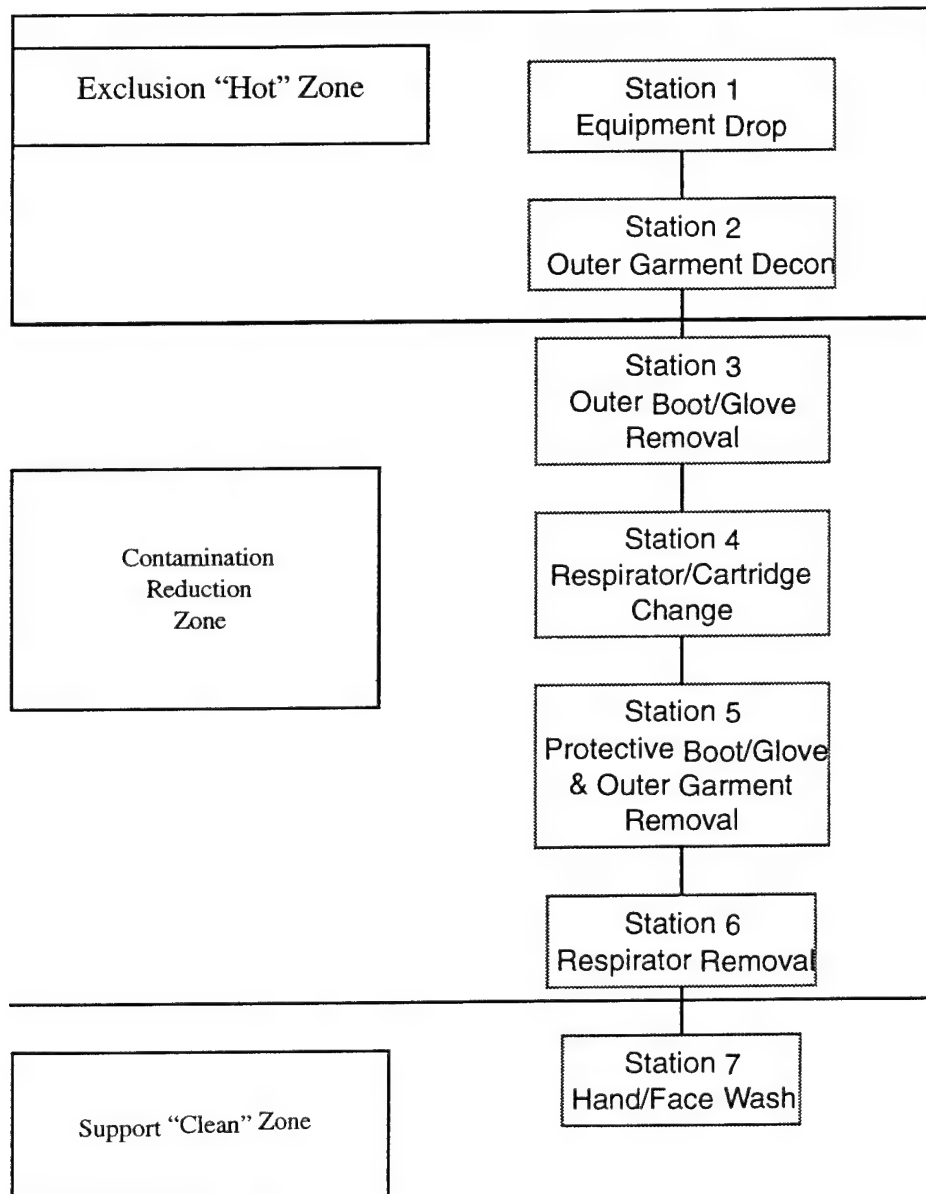 Exclusion “Hot” Zone
Station 1
Equipment Drop
Station 2
Outer Garment Decon
Station 3
Outer Boot/Glove
Removal
Contamination
Reduction
Zone
Station 4
Respirator/Cartridge
Change
Station 5
Protective Boot/Glove
& Outer Garment
Removal
Station 6
Respirator Removal
Station 7
Hand/Face Wash
Support “Clean” Zone